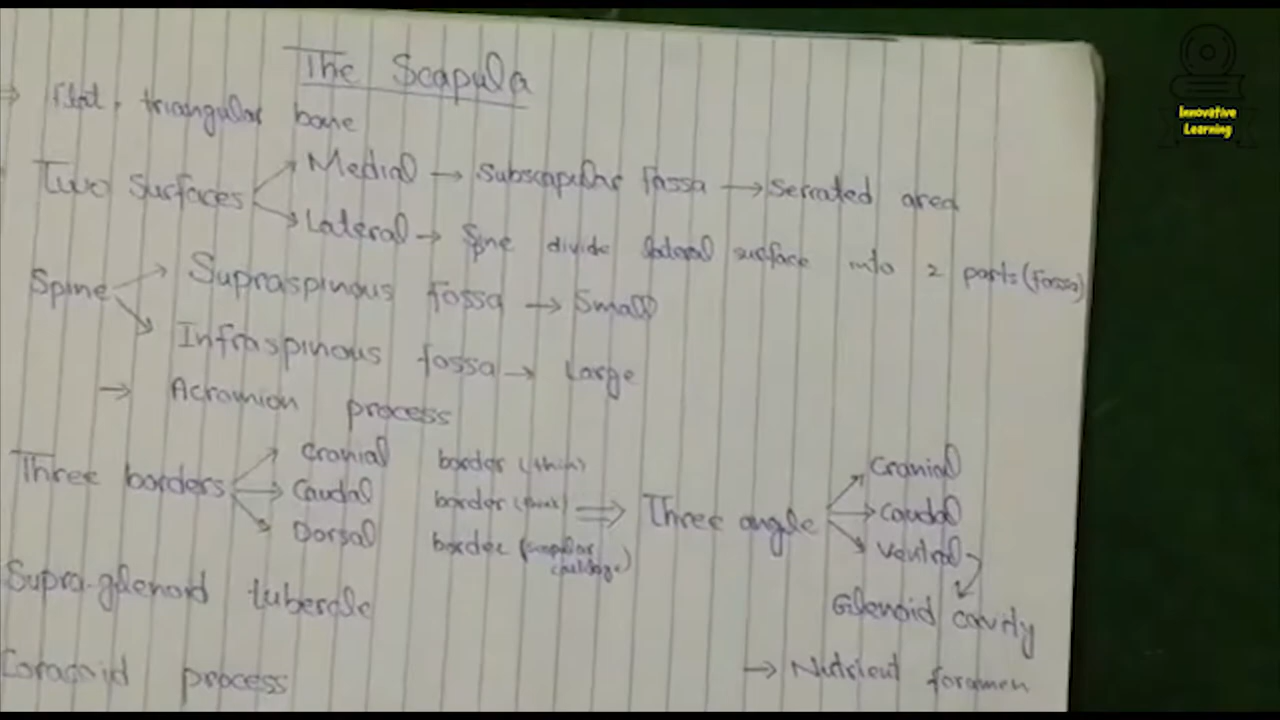 The Scapula
→ Flat, triangular bone
Two surfaces
Medial → Subscapular fossa → Serrated area
Lateral → Spine divide lateral surface into 2 parts (Fossa)
Spine
Supraspinous fossa → Small
Infraspinous fossa → Large
→ Acromion process
Three borders
Cranial border (thin)
Caudal border
Dorsal border (scapular cartilage)
⇒ Three angle
Cranial
Caudal
Ventral
Glenoid cavity
Supra-glenoid tubercle
Coracoid process
→ Nutrient foramen
Innovative
Learning